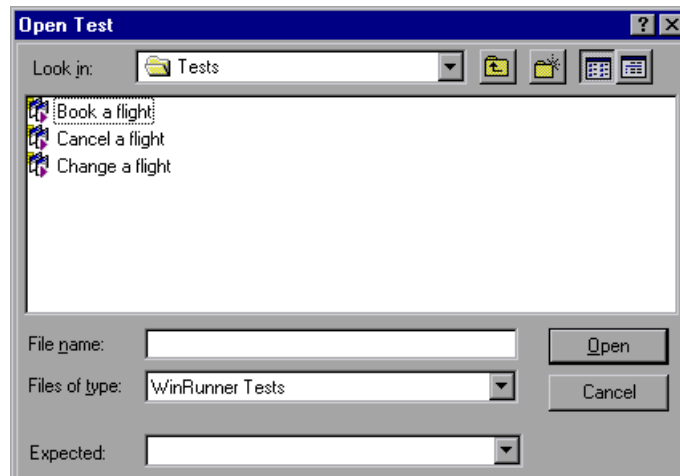 Open Test
Look in: Tests
Book a flight
Cancel a flight
Change a flight
File name:
Open
Files of type: WinRunner Tests
Cancel
Expected: